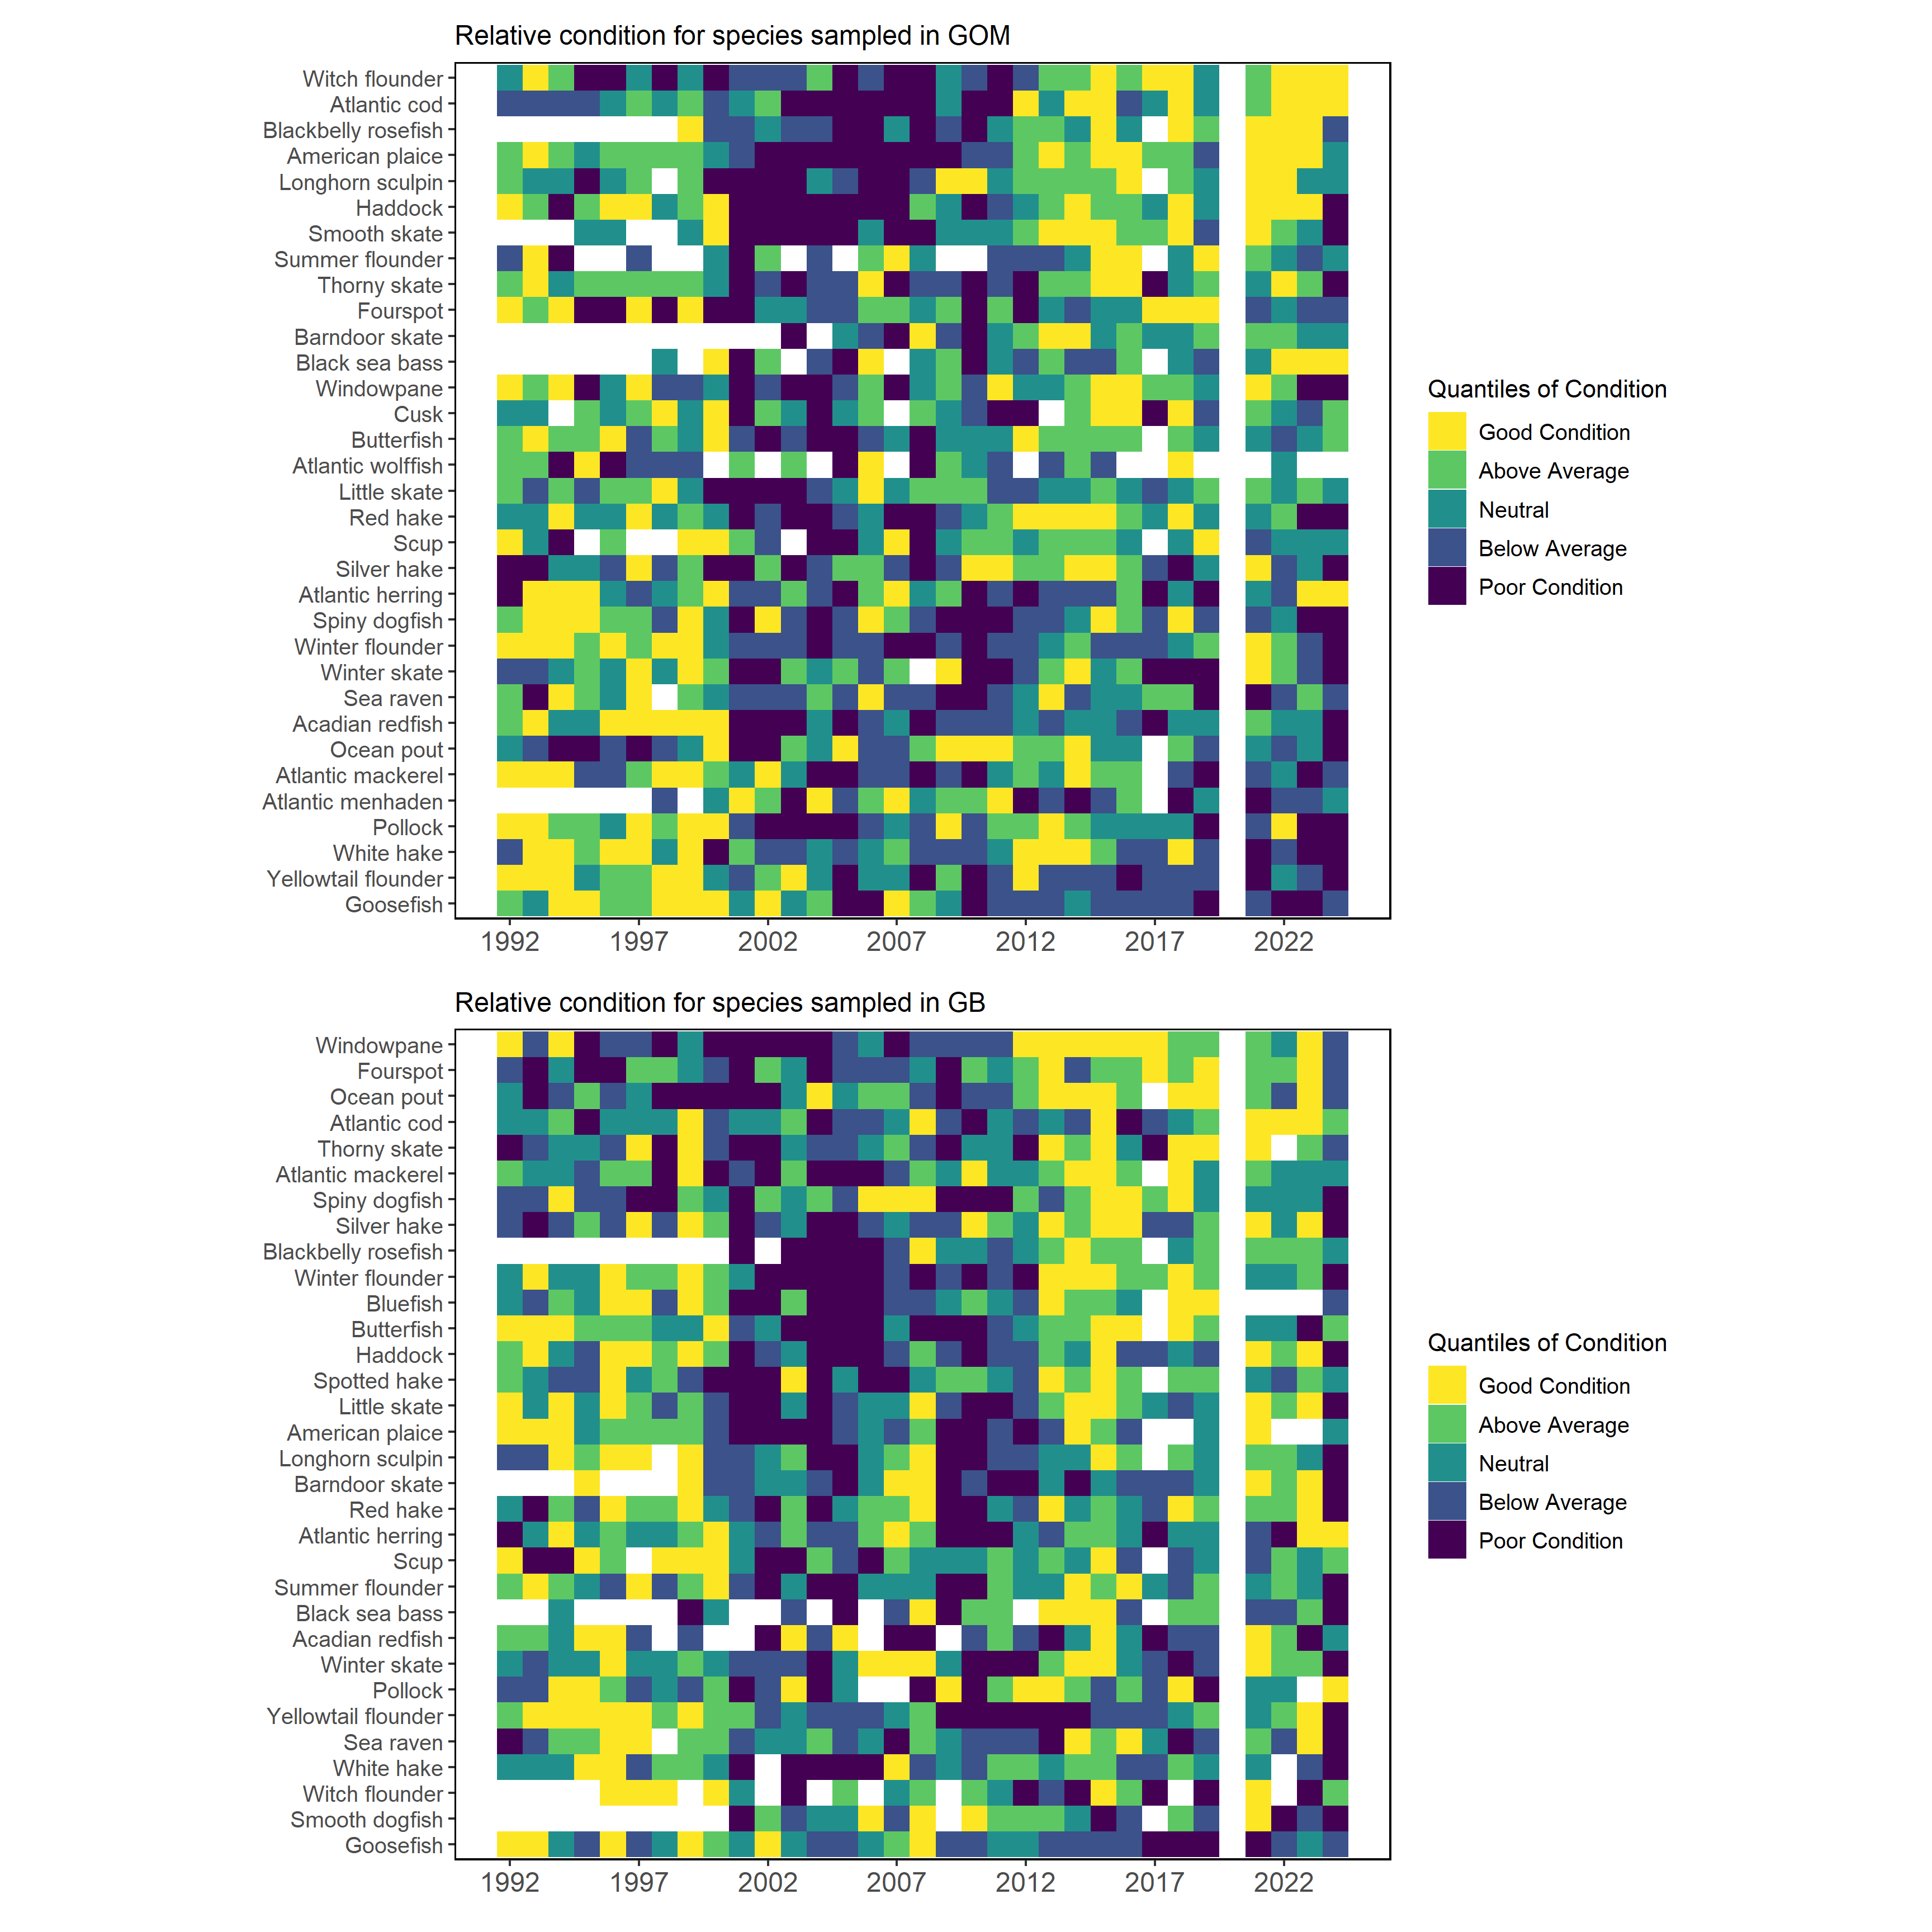 Relative condition for species sampled in GOM
Witch flounder
Atlantic cod
Blackbelly rosefish
American plaice
Longhorn sculpin
Haddock
Smooth skate
Summer flounder
Thorny skate
Fourspot
Barndoor skate
Black sea bass
Windowpane
Cusk
Butterfish
Atlantic wolffish
Little skate
Red hake
Scup
Silver hake
Atlantic herring
Spiny dogfish
Winter flounder
Winter skate
Sea raven
Acadian redfish
Ocean pout
Atlantic mackerel
Atlantic menhaden
Pollock
White hake
Yellowtail flounder
Goosefish
1992 1997 2002 2007 2012 2017 2022
Quantiles of Condition
Good Condition
Above Average
Neutral
Below Average
Poor Condition
Relative condition for species sampled in GB
Windowpane
Fourspot
Ocean pout
Atlantic cod
Thorny skate
Atlantic mackerel
Spiny dogfish
Silver hake
Blackbelly rosefish
Winter flounder
Bluefish
Butterfish
Haddock
Spotted hake
Little skate
American plaice
Longhorn sculpin
Barndoor skate
Red hake
Atlantic herring
Scup
Summer flounder
Black sea bass
Acadian redfish
Winter skate
Pollock
Yellowtail flounder
Sea raven
White hake
Witch flounder
Smooth dogfish
Goosefish
1992 1997 2002 2007 2012 2017 2022
Quantiles of Condition
Good Condition
Above Average
Neutral
Below Average
Poor Condition